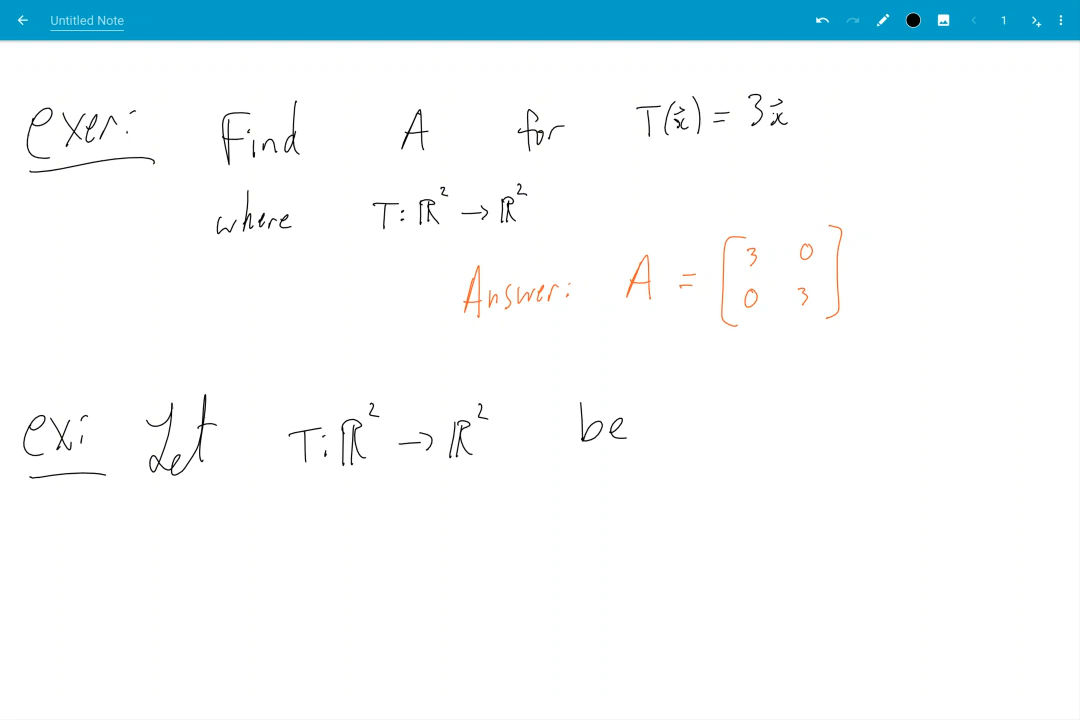 Untitled Note
1
exer: Find A for T(x⃗) = 3x⃗
where T: ℝ² → ℝ²
Answer: A = [3 0
0 3]
ex: Let T: ℝ² → ℝ² be